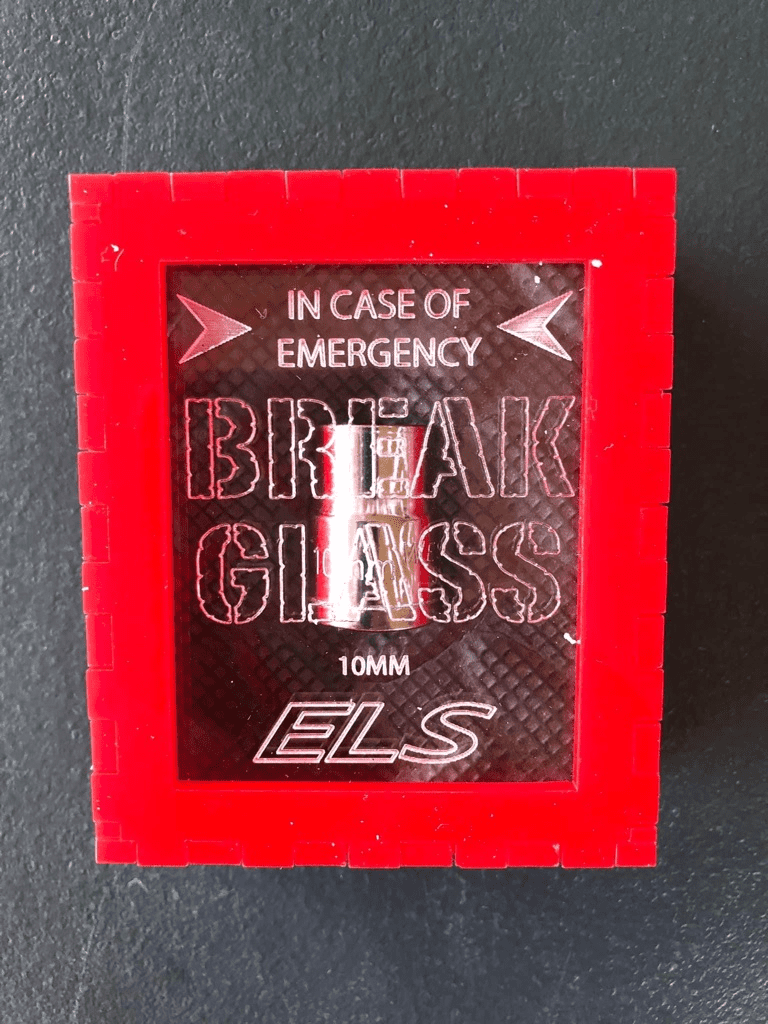 IN CASE OF
EMERGENCY
BREAK
GLASS
10MM
ELS